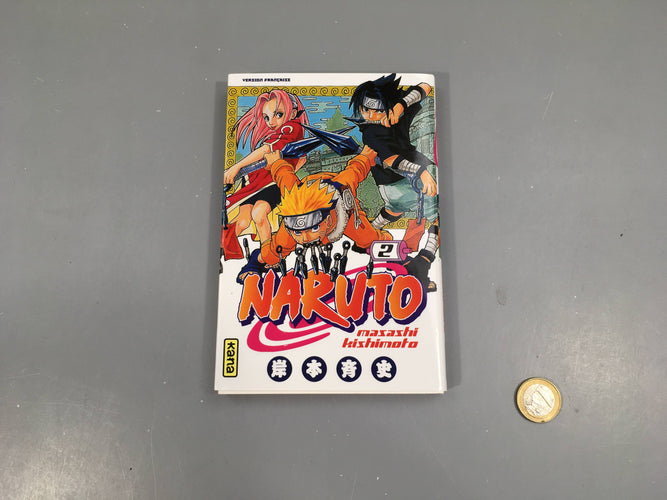 VERSION FRANÇAISE
2
NARUTO
masashi
kishimoto
kana
岸本斉史